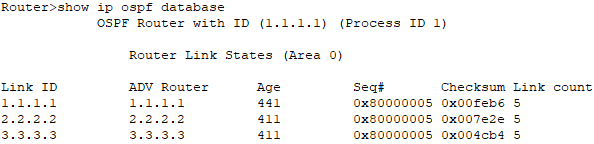 Router>show ip ospf database
OSPF Router with ID (1.1.1.1) (Process ID 1)
Router Link States (Area 0)
Link ID ADV Router Age Seq# Checksum Link count
1.1.1.1 1.1.1.1 441 0x80000005 0x00feb6 5
2.2.2.2 2.2.2.2 411 0x80000005 0x007e2e 5
3.3.3.3 3.3.3.3 411 0x80000005 0x004cb4 5